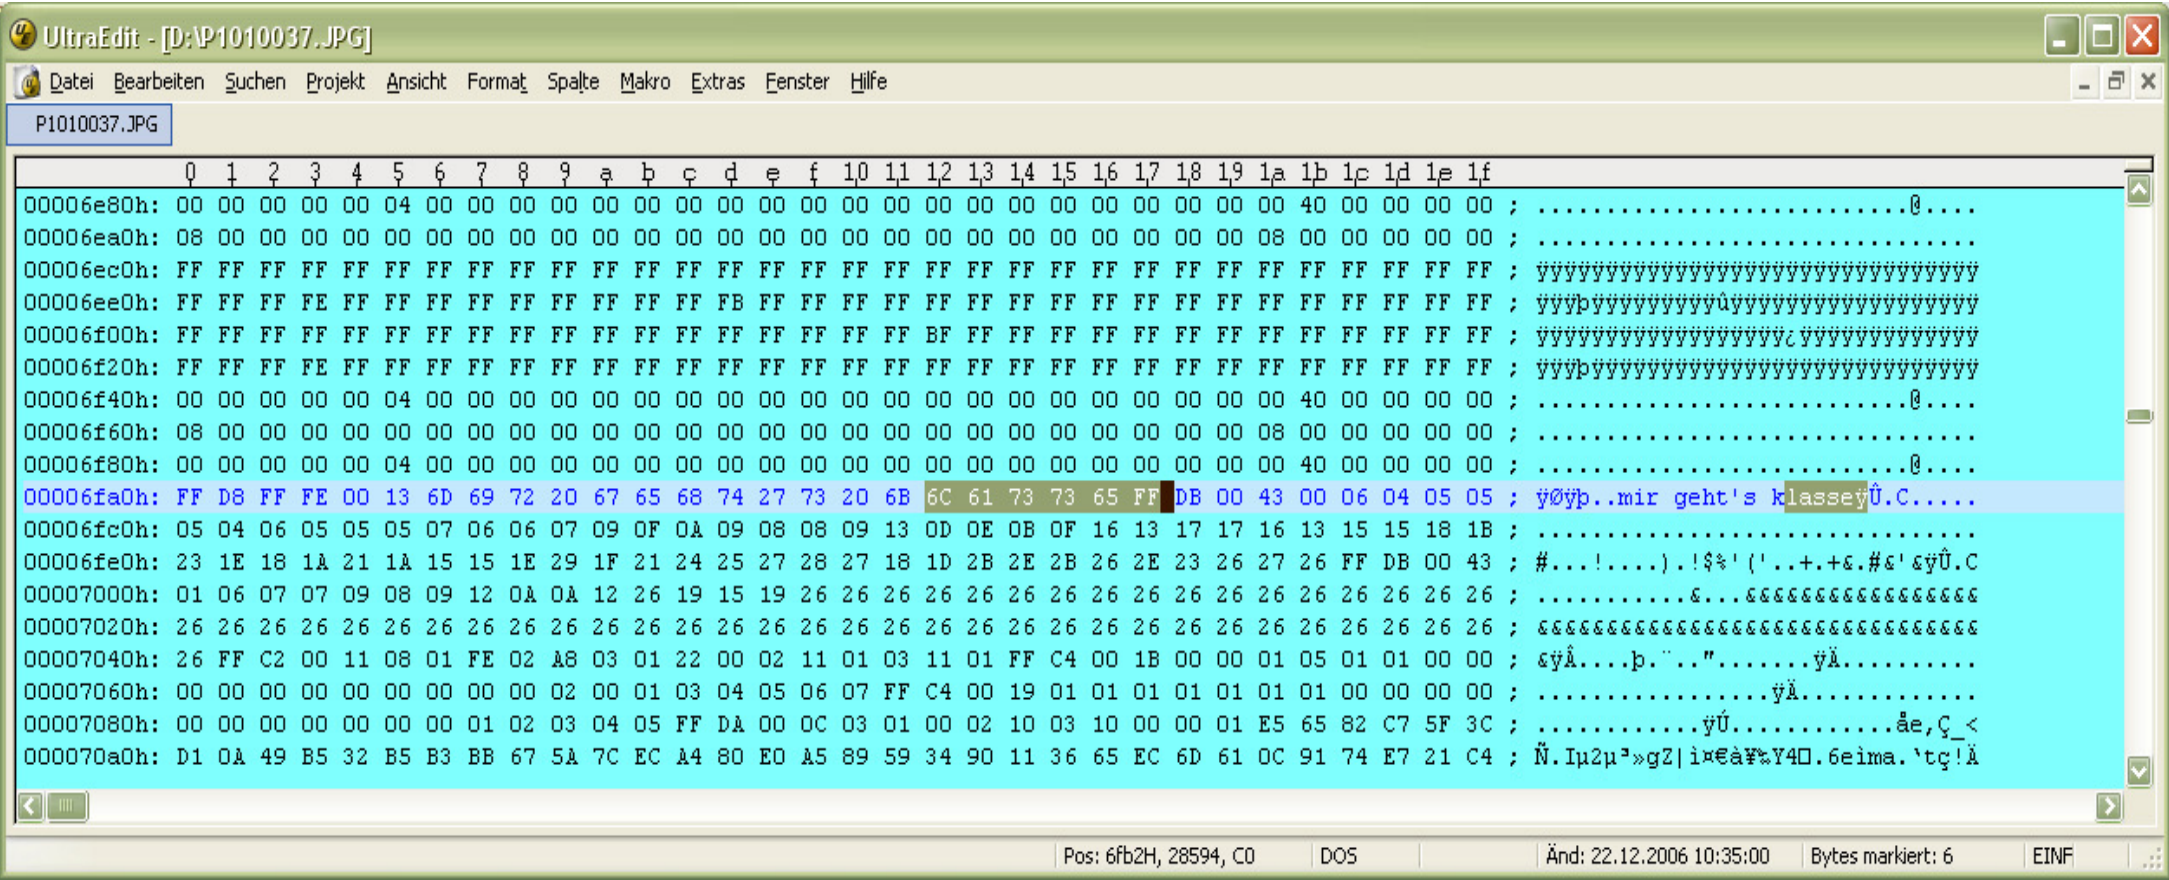 UltraEdit - [D:\P1010037.JPG]
Datei Bearbeiten Suchen Projekt Ansicht Format Spalte Makro Extras Fenster Hilfe
P1010037.JPG
0 1 2 3 4 5 6 7 8 9 a b c d e f 10 11 12 13 14 15 16 17 18 19 1a 1b 1c 1d 1e 1f
00006e80h: 00 00 00 00 00 04 00 00 00 00 00 00 00 00 00 00 00 00 00 00 00 00 00 00 00 00 00 40 00 00 00 00 ; ...........................@....
00006ea0h: 08 00 00 00 00 00 00 00 00 00 00 00 00 00 00 00 00 00 00 00 00 00 00 00 00 00 08 00 00 00 00 00 ; ................................
00006ec0h: FF FF FF FF FF FF FF FF FF FF FF FF FF FF FF FF FF FF FF FF FF FF FF FF FF FF FF FF FF FF FF FF ; ÿÿÿÿÿÿÿÿÿÿÿÿÿÿÿÿÿÿÿÿÿÿÿÿÿÿÿÿÿÿÿÿ
00006ee0h: FF FF FF FE FF FF FF FF FF FF FF FF FF FB FF FF FF FF FF FF FF FF FF FF FF FF FF FF FF FF FF FF ; ÿÿÿþÿÿÿÿÿÿÿÿÿûÿÿÿÿÿÿÿÿÿÿÿÿÿÿÿÿÿÿ
00006f00h: FF FF FF FF FF FF FF FF FF FF FF FF FF FF FF FF FF FF BF FF FF FF FF FF FF FF FF FF FF FF FF FF ; ÿÿÿÿÿÿÿÿÿÿÿÿÿÿÿÿÿÿ¿ÿÿÿÿÿÿÿÿÿÿÿÿÿ
00006f20h: FF FF FF FE FF FF FF FF FF FF FF FF FF FF FF FF FF FF FF FF FF FF FF FF FF FF FF FF FF FF FF FF ; ÿÿÿþÿÿÿÿÿÿÿÿÿÿÿÿÿÿÿÿÿÿÿÿÿÿÿÿÿÿÿÿ
00006f40h: 00 00 00 00 00 04 00 00 00 00 00 00 00 00 00 00 00 00 00 00 00 00 00 00 00 00 00 40 00 00 00 00 ; ...........................@....
00006f60h: 08 00 00 00 00 00 00 00 00 00 00 00 00 00 00 00 00 00 00 00 00 00 00 00 00 00 08 00 00 00 00 00 ; ................................
00006f80h: 00 00 00 00 00 04 00 00 00 00 00 00 00 00 00 00 00 00 00 00 00 00 00 00 00 00 00 40 00 00 00 00 ; ...........................@....
00006fa0h: FF D8 FF FE 00 13 6D 69 72 20 67 65 68 74 27 73 20 6B 6C 61 73 73 65 FF DB 00 43 00 06 04 05 05 ; ÿØÿþ..mir geht's klasseÿÛ.C.....
00006fc0h: 05 04 06 05 05 05 07 06 06 07 09 0F 0A 09 08 08 09 13 0D 0E 0B 0F 16 13 17 17 16 13 15 15 18 1B ; ................................
00006fe0h: 23 1E 18 1A 21 1A 15 15 1E 29 1F 21 24 25 27 28 27 18 1D 2B 2E 2B 26 2E 23 26 27 26 FF DB 00 43 ; #...!....).!$%'('..+.+&.#&'&ÿÛ.C
00007000h: 01 06 07 07 09 08 09 12 0A 0A 12 26 19 15 19 26 26 26 26 26 26 26 26 26 26 26 26 26 26 26 26 26 ; ...........&...&&&&&&&&&&&&&&&&&
00007020h: 26 26 26 26 26 26 26 26 26 26 26 26 26 26 26 26 26 26 26 26 26 26 26 26 26 26 26 26 26 26 26 26 ; &&&&&&&&&&&&&&&&&&&&&&&&&&&&&&&&
00007040h: 26 FF C2 00 11 08 01 FE 02 A8 03 01 22 00 02 11 01 03 11 01 FF C4 00 1B 00 00 01 05 01 01 00 00 ; &ÿÂ....þ.¨..".......ÿÄ..........
00007060h: 00 00 00 00 00 00 00 00 00 02 00 01 03 04 05 06 07 FF C4 00 19 01 01 01 01 01 01 01 00 00 00 00 ; .................ÿÄ.............
00007080h: 00 00 00 00 00 00 00 01 02 03 04 05 FF DA 00 0C 03 01 00 02 10 03 10 00 00 01 E5 65 82 C7 5F 3C ; ............ÿÚ............åe‚Ç_<
000070a0h: D1 0A 49 B5 32 B5 B3 BB 67 5A 7C EC A4 80 E0 A5 89 59 34 90 11 36 65 EC 6D 61 0C 91 74 E7 21 C4 ; Ñ.Iµ2µ³»gZ|ì¤€à¥‰Y4□.6eìma.‘tç!Ä
Pos: 6fb2H, 28594, C0 DOS Änd: 22.12.2006 10:35:00 Bytes markiert: 6 EINF